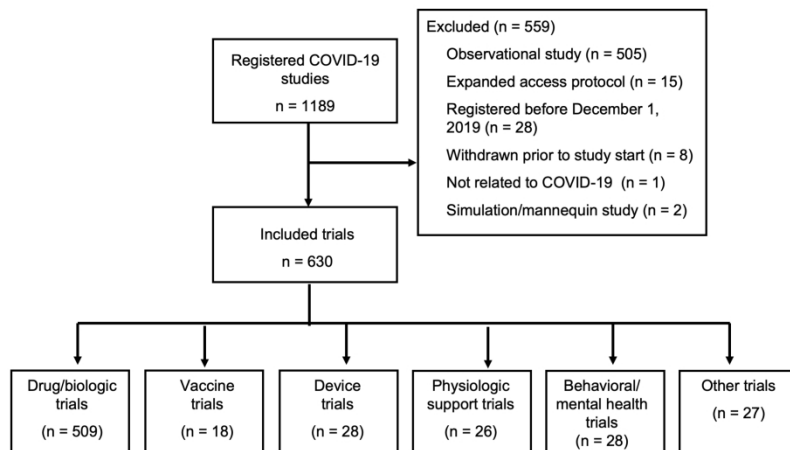 Registered COVID-19
studies
n = 1189
Excluded (n = 559)
Observational study (n = 505)
Expanded access protocol (n = 15)
Registered before December 1,
2019 (n = 28)
Withdrawn prior to study start (n = 8)
Not related to COVID-19 (n = 1)
Simulation/mannequin study (n = 2)
Included trials
n = 630
Drug/biologic
trials
(n = 509)
Vaccine
trials
(n = 18)
Device
trials
(n = 28)
Physiologic
support trials
(n = 26)
Behavioral/
mental health
trials
(n = 28)
Other trials
(n = 27)